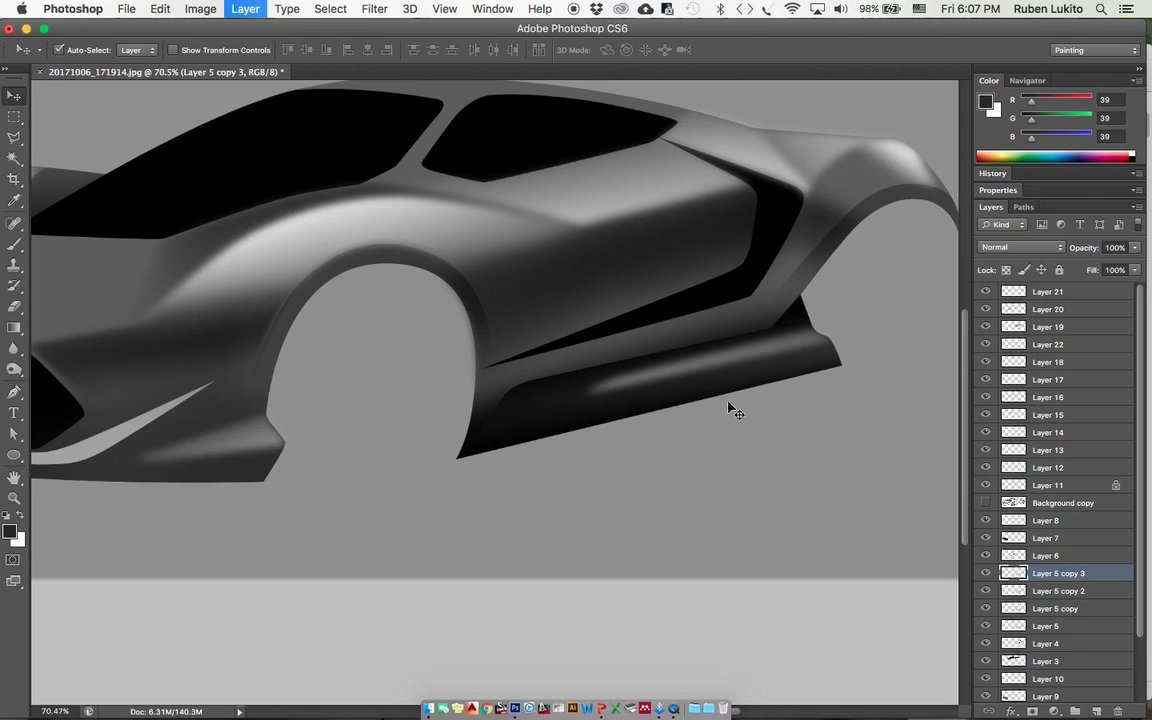 Photoshop File Edit Image Layer Type Select Filter 3D View Window Help 98% Fri 6:07 PM Ruben Lukito
Adobe Photoshop CS6
Auto-Select: Layer Show Transform Controls 3D Mode: Painting
20171006_171914.jpg @ 70.5% (Layer 5 copy 3, RGB/8) *
Color Navigator
R 39
G 39
B 39
History
Properties
Layers Paths
Kind
Normal Opacity: 100%
Lock: Fill: 100%
Layer 21
Layer 20
Layer 19
Layer 22
Layer 18
Layer 17
Layer 16
Layer 15
Layer 14
Layer 13
Layer 12
Layer 11
Background copy
Layer 8
Layer 7
Layer 6
Layer 5 copy 3
Layer 5 copy 2
Layer 5 copy
Layer 5
Layer 4
Layer 3
Layer 10
Layer 9
70.47% Doc: 6.31M/140.3M